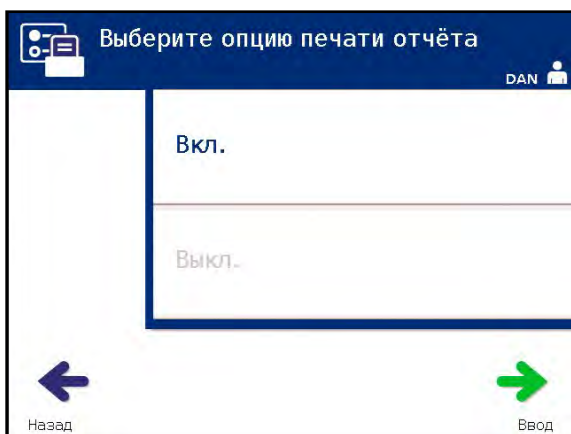 Выберите опцию печати отчёта
DAN
Вкл.
Выкл.
Назад
Ввод